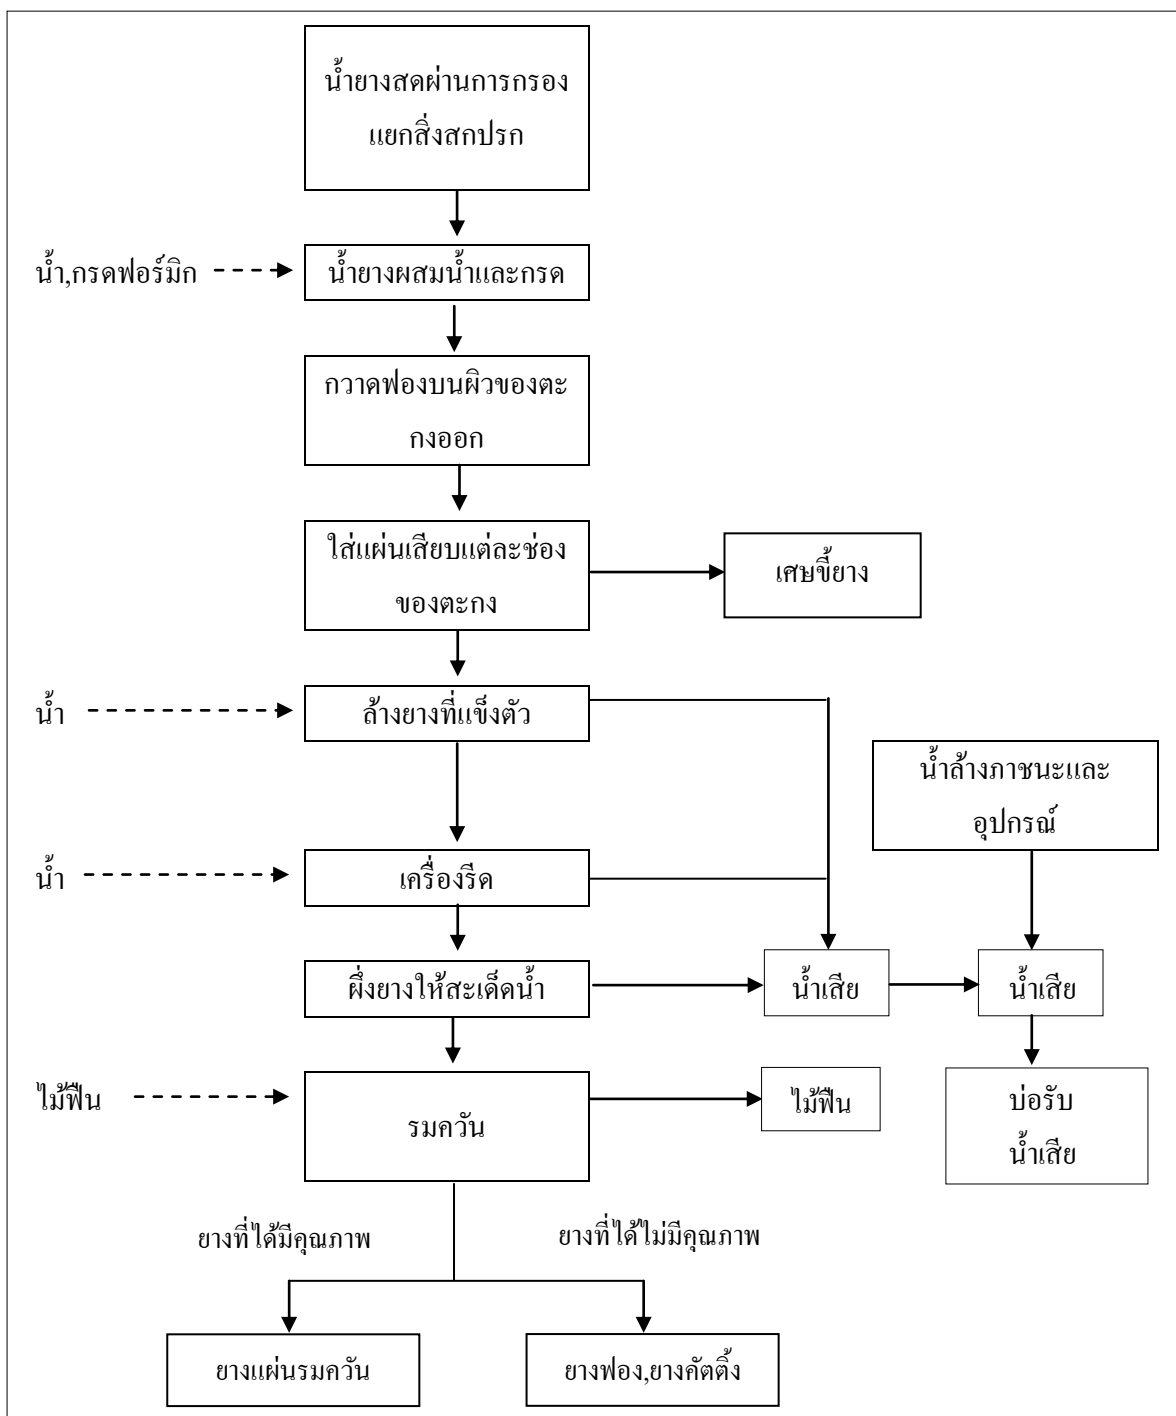 น้ำยางสดผ่านการกรอง
แยกสิ่งสกปรก
น้ำ,กรดฟอร์มิก
น้ำยางผสมน้ำและกรด
กวาดฟองบนผิวของตะ
กงออก
ใส่แผ่นเสียบแต่ละช่อง
ของตะกง
เศษขี้ยาง
น้ำ
ล้างยางที่แข็งตัว
น้ำล้างภาชนะและ
อุปกรณ์
น้ำ
เครื่องรีด
ผึ่งยางให้สะเด็ดน้ำ
น้ำเสีย
น้ำเสีย
ไม้ฟืน
รมควัน
ไม้ฟืน
บ่อรับ
น้ำเสีย
ยางที่ได้มีคุณภาพ
ยางที่ได้ไม่มีคุณภาพ
ยางแผ่นรมควัน
ยางฟอง,ยางคัตติ้ง